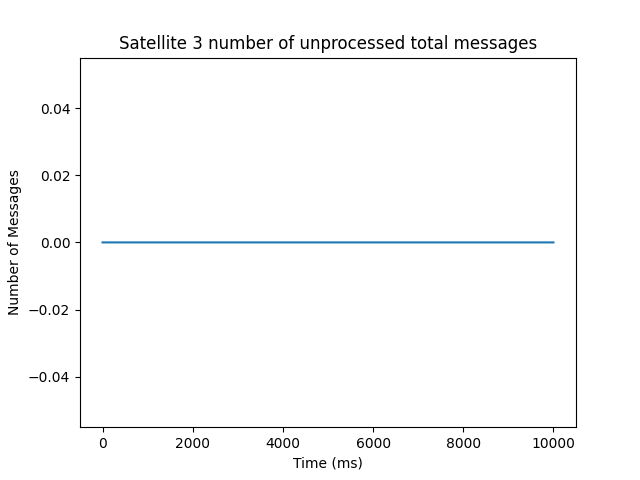 Satellite 3 number of unprocessed total messages
Number of Messages
0.04
0.02
0.00
−0.02
−0.04
0 2000 4000 6000 8000 10000
Time (ms)